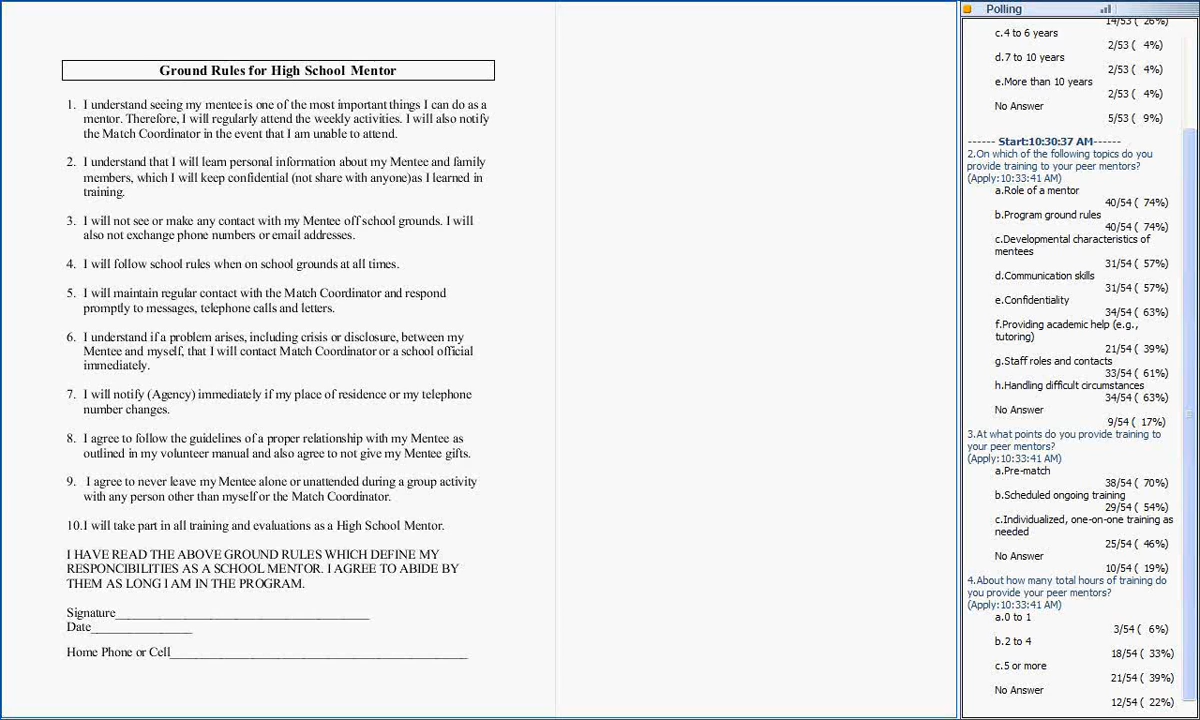 Ground Rules for High School Mentor
1. I understand seeing my mentee is one of the most important things I can do as a
mentor. Therefore, I will regularly attend the weekly activities. I will also notify
the Match Coordinator in the event that I am unable to attend.
2. I understand that I will learn personal information about my Mentee and family
members, which I will keep confidential (not share with anyone)as I learned in
training.
3. I will not see or make any contact with my Mentee off school grounds. I will
also not exchange phone numbers or email addresses.
4. I will follow school rules when on school grounds at all times.
5. I will maintain regular contact with the Match Coordinator and respond
promptly to messages, telephone calls and letters.
6. I understand if a problem arises, including crisis or disclosure, between my
Mentee and myself, that I will contact Match Coordinator or a school official
immediately.
7. I will notify (Agency) immediately if my place of residence or my telephone
number changes.
8. I agree to follow the guidelines of a proper relationship with my Mentee as
outlined in my volunteer manual and also agree to not give my Mentee gifts.
9. I agree to never leave my Mentee alone or unattended during a group activity
with any person other than myself or the Match Coordinator.
10.I will take part in all training and evaluations as a High School Mentor.
I HAVE READ THE ABOVE GROUND RULES WHICH DEFINE MY
RESPONCIBILITIES AS A SCHOOL MENTOR. I AGREE TO ABIDE BY
THEM AS LONG I AM IN THE PROGRAM.
Signature________________________________________
Date________________
Home Phone or Cell_______________________________________________
Polling
14/53 ( 26%)
c.4 to 6 years
2/53 ( 4%)
d.7 to 10 years
2/53 ( 4%)
e.More than 10 years
2/53 ( 4%)
No Answer
5/53 ( 9%)
------ Start:10:30:37 AM------
2.On which of the following topics do you
provide training to your peer mentors?
(Apply:10:33:41 AM)
a.Role of a mentor
40/54 ( 74%)
b.Program ground rules
40/54 ( 74%)
c.Developmental characteristics of
mentees
31/54 ( 57%)
d.Communication skills
31/54 ( 57%)
e.Confidentiality
34/54 ( 63%)
f.Providing academic help (e.g.,
tutoring)
21/54 ( 39%)
g.Staff roles and contacts
33/54 ( 61%)
h.Handling difficult circumstances
34/54 ( 63%)
No Answer
9/54 ( 17%)
3.At what points do you provide training to
your peer mentors?
(Apply:10:33:41 AM)
a.Pre-match
38/54 ( 70%)
b.Scheduled ongoing training
29/54 ( 54%)
c.Individualized, one-on-one training as
needed
25/54 ( 46%)
No Answer
10/54 ( 19%)
4.About how many total hours of training do
you provide your peer mentors?
(Apply:10:33:41 AM)
a.0 to 1
3/54 ( 6%)
b.2 to 4
18/54 ( 33%)
c.5 or more
21/54 ( 39%)
No Answer
12/54 ( 22%)